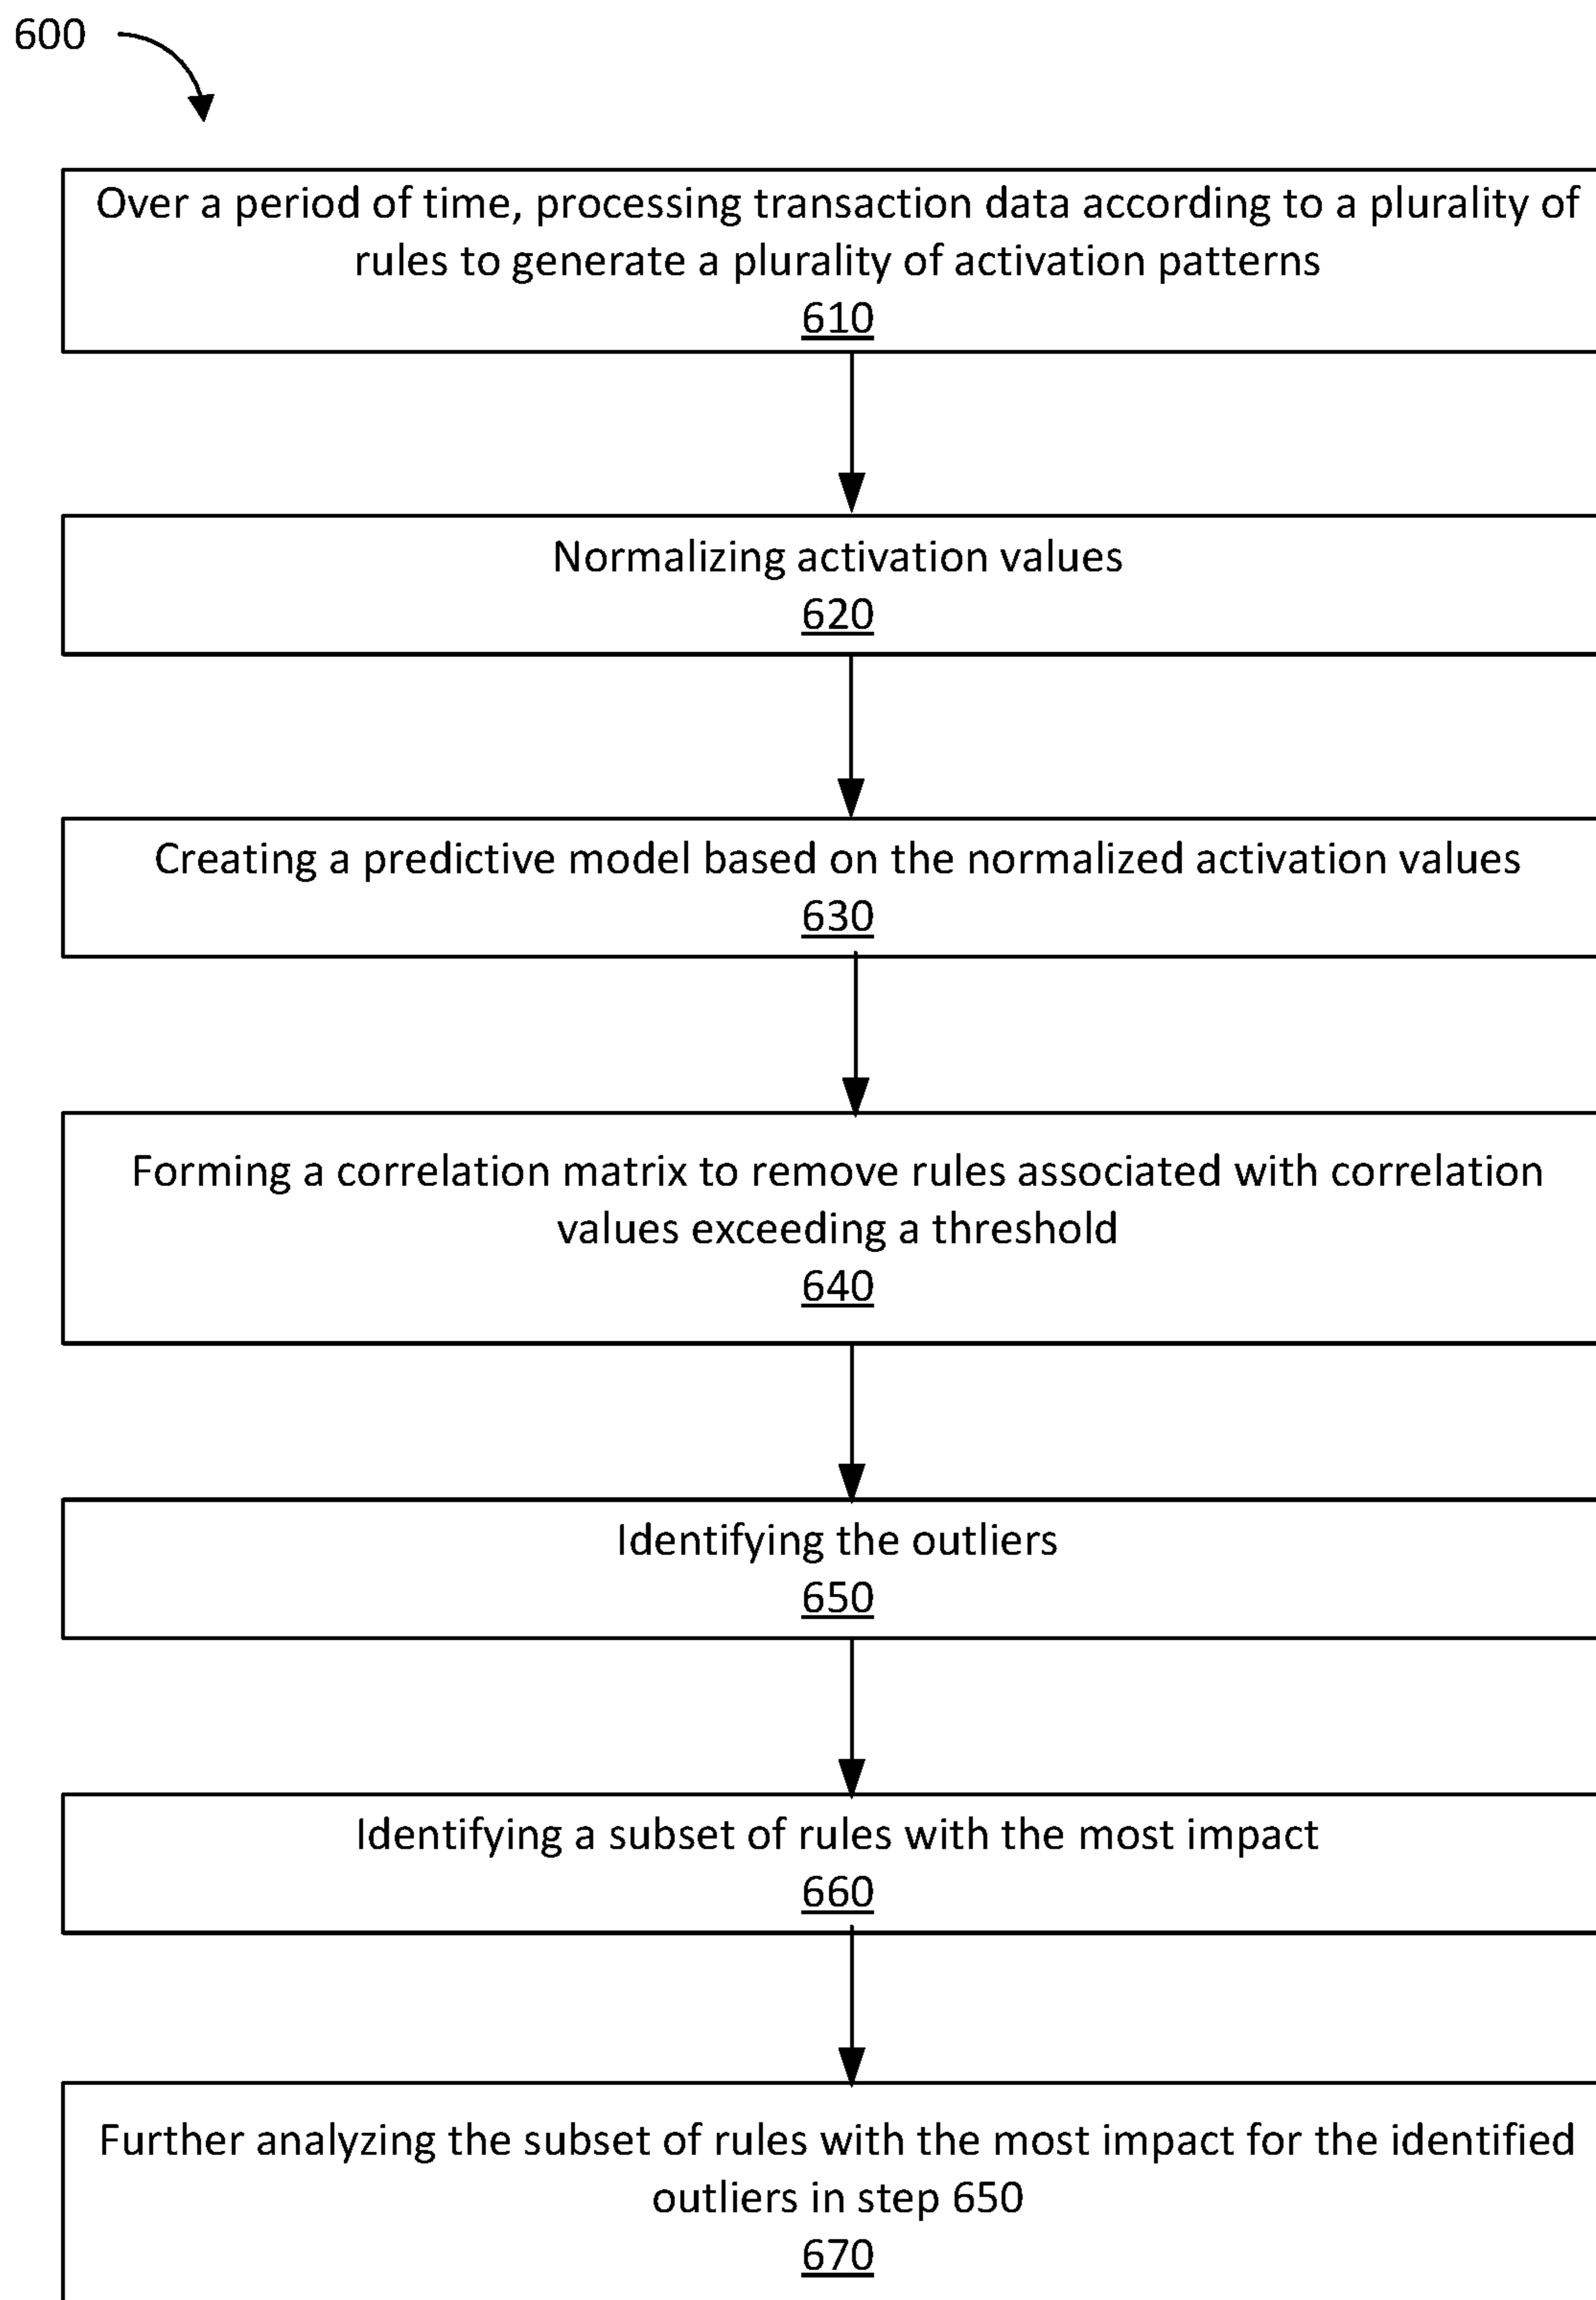 600
Over a period of time, processing transaction data according to a plurality of
rules to generate a plurality of activation patterns
610
Normalizing activation values
620
Creating a predictive model based on the normalized activation values
630
Forming a correlation matrix to remove rules associated with correlation
values exceeding a threshold
640
Identifying the outliers
650
Identifying a subset of rules with the most impact
660
Further analyzing the subset of rules with the most impact for the identified
outliers in step 650
670